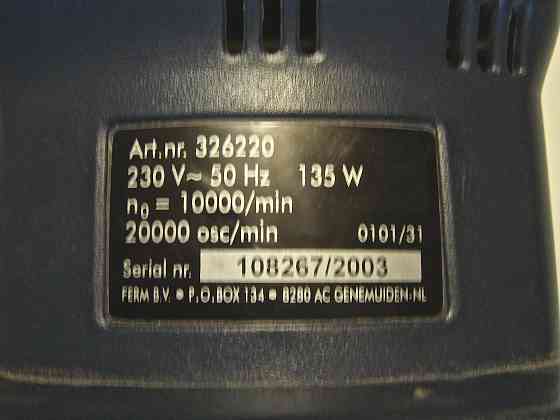 Art.nr. 326220
230 V≈ 50 Hz 135 W
n₀ ≡ 10000/min
20000 osc/min 0101/31
Serial nr. 108267/2003
FERM B.V. • P.O.BOX 134 • 8280 AC GENEMUIDEN-NL